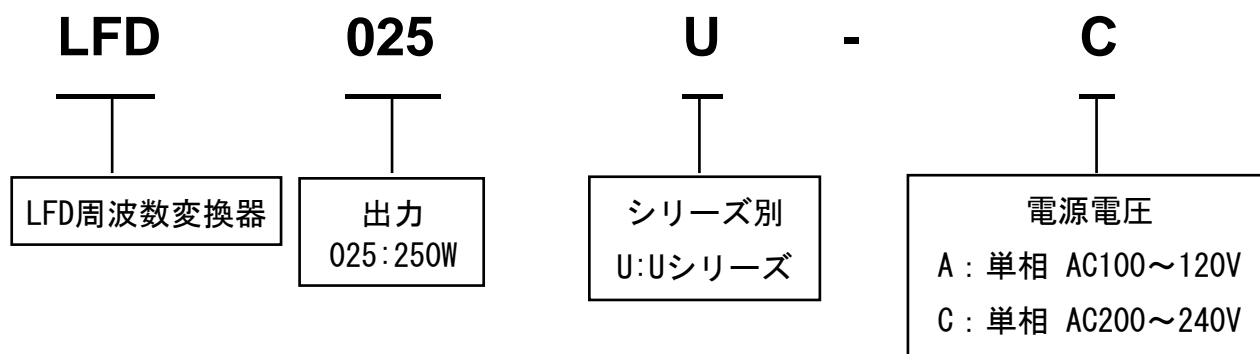 LFD 025 U - C
LFD周波数変換器
出力
025:250W
シリーズ別
U:Uシリーズ
電源電圧
A：単相 AC100～120V
C：単相 AC200～240V